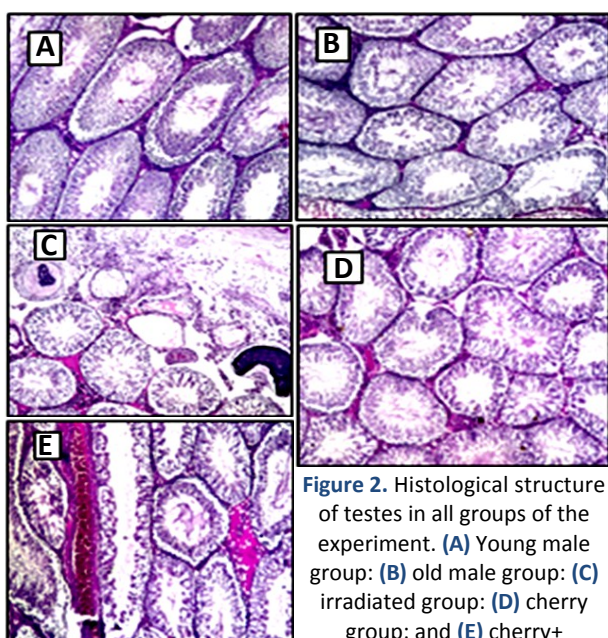 A
B
C
D
E
Figure 2. Histological structure
of testes in all groups of the
experiment. (A) Young male
group: (B) old male group: (C)
irradiated group: (D) cherry
group: and (E) cherry+